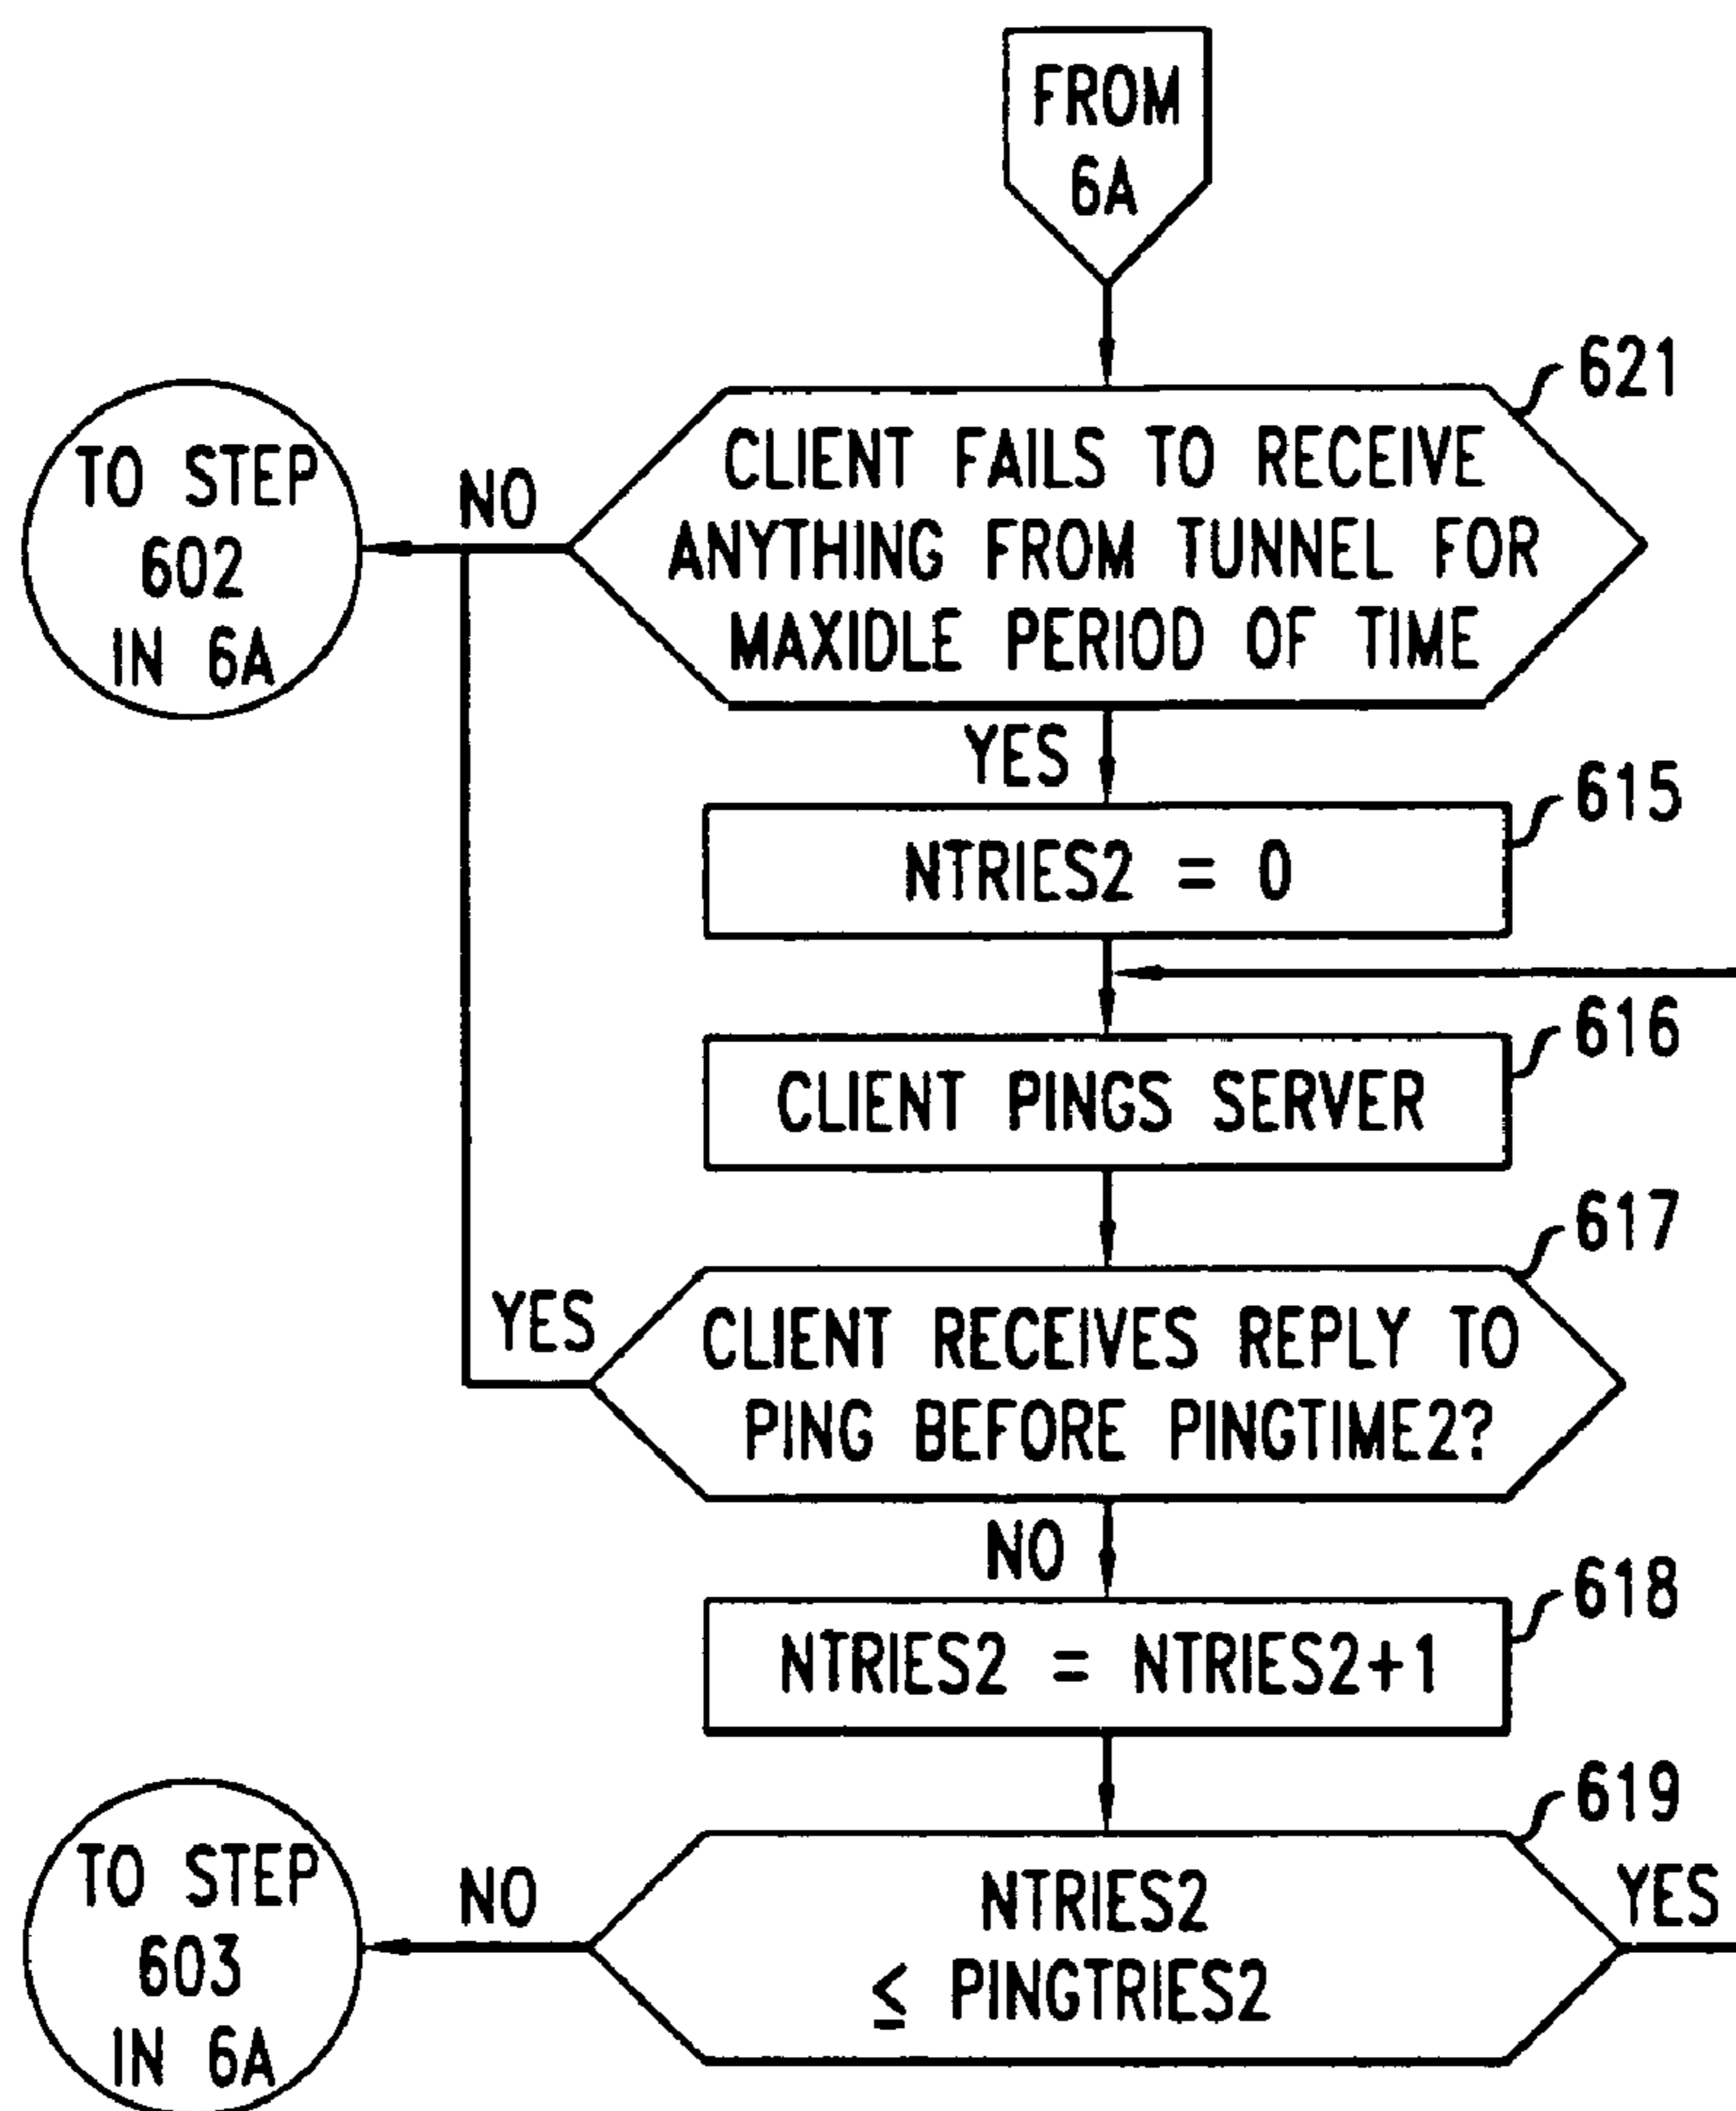 FROM
6A
621
CLIENT FAILS TO RECEIVE
ANYTHING FROM TUNNEL FOR
MAXIDLE PERIOD OF TIME
NO
TO STEP
602
IN 6A
YES
615
NTRIES2 = 0
616
CLIENT PINGS SERVER
617
CLIENT RECEIVES REPLY TO
PING BEFORE PINGTIME2?
YES
NO
618
NTRIES2 = NTRIES2+1
619
NTRIES2
≤ PINGTRIES2
YES
NO
TO STEP
603
IN 6A